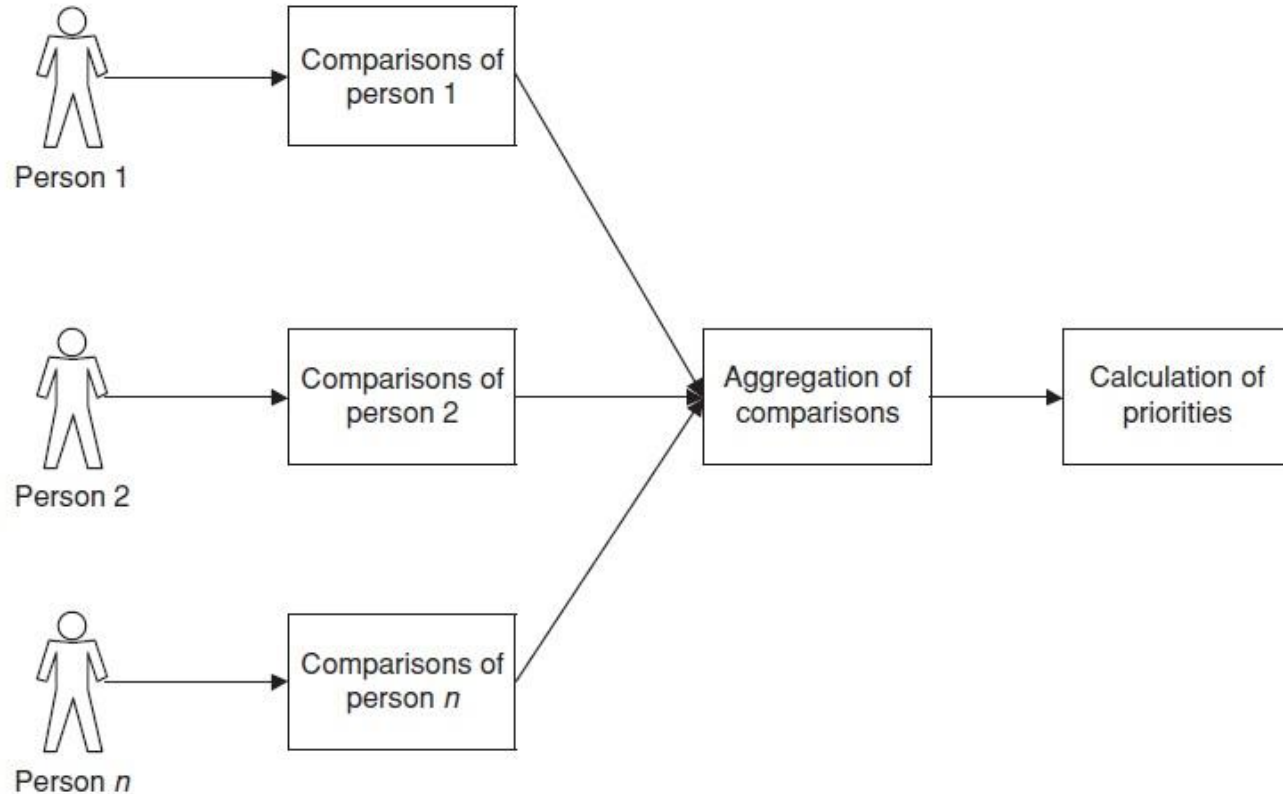 Comparisons of
person 1
Person 1
Comparisons of
person 2
Aggregation of
comparisons
Calculation of
priorities
Person 2
Comparisons of
person n
Person n